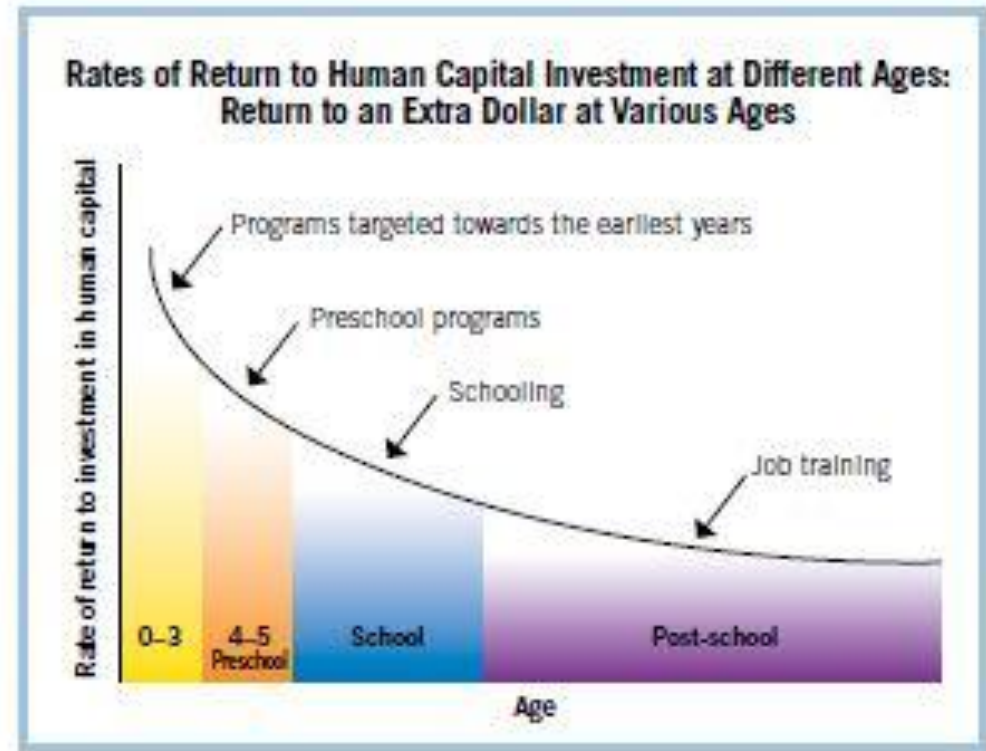 Rates of Return to Human Capital Investment at Different Ages:
Return to an Extra Dollar at Various Ages
Rate of return to investment in human capital
Programs targeted towards the earliest years
Preschool programs
Schooling
Job training
0–3
4–5
Preschool
School
Post-school
Age